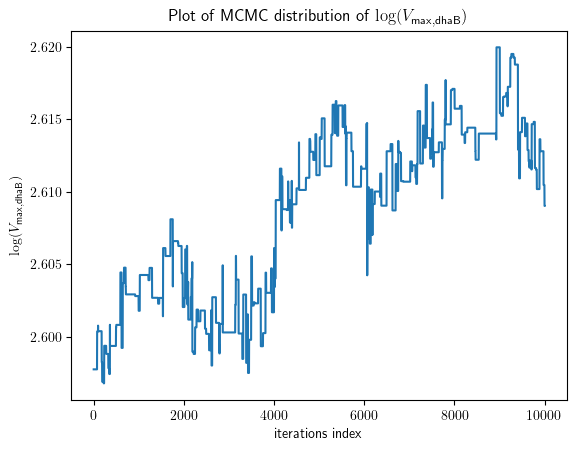 Plot of MCMC distribution of log(V_max,dhaB)
log(V_max,dhaB)
2.620
2.615
2.610
2.605
2.600
0 2000 4000 6000 8000 10000
iterations index